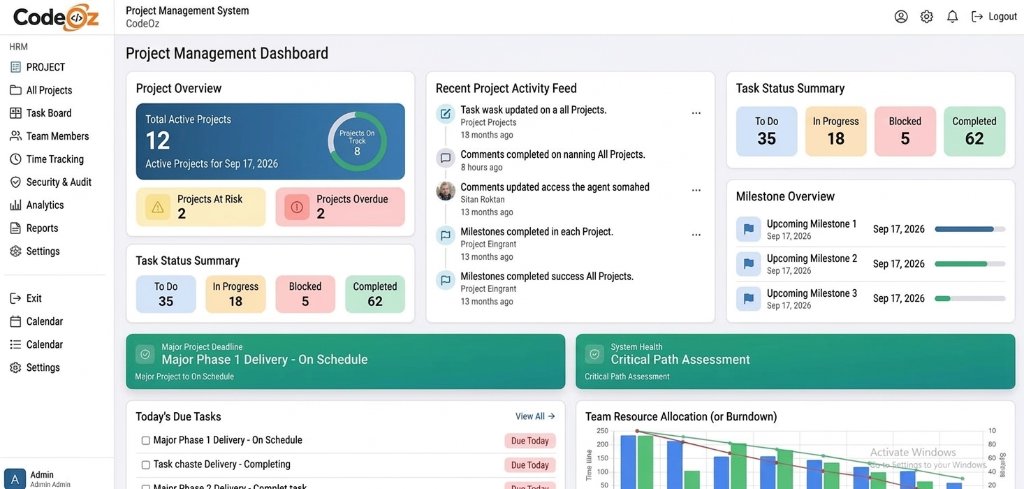 CodeOz
Project Management System
CodeOz
Logout
HRM
PROJECT
All Projects
Task Board
Team Members
Time Tracking
Security & Audit
Analytics
Reports
Settings
Exit
Calendar
Calendar
Settings
A
Admin
Admin Admin
Project Management Dashboard
Project Overview
Total Active Projects
12
Active Projects for Sep 17, 2026
Projects On
Track
8
Projects At Risk
2
Projects Overdue
2
Task Status Summary
To Do
35
In Progress
18
Blocked
5
Completed
62
Recent Project Activity Feed
Task wask updated on a all Projects.
Project Projects
18 months ago
Comments completed on nanning All Projects.
8 hours ago
Comments updated access the agent somahed
Sitan Roktan
13 months ago
Milestones completed in each Project.
Project Eingrant
13 months ago
Milestones completed success All Projects.
Project Eingrant
13 months ago
Task Status Summary
To Do
35
In Progress
18
Blocked
5
Completed
62
Milestone Overview
Upcoming Milestone 1
Sep 17, 2026
Sep 17, 2026
Upcoming Milestone 2
Sep 17, 2026
Sep 17, 2026
Upcoming Milestone 3
Sep 17, 2026
Sep 17, 2026
Major Project Deadline
Major Phase 1 Delivery - On Schedule
Major Project to On Schedule
System Health
Critical Path Assessment
Critical Path Assessment
Today's Due Tasks
View All →
Major Phase 1 Delivery - On Schedule
Due Today
Task chaste Delivery - Completing
Due Today
Major Phase 2 Delivery - Complet task
Due Today
Team Resource Allocation (or Burndown)
250
200
150
100
50
10
80
60
40
20
Activate Windows
Go to Settings to your Windows.